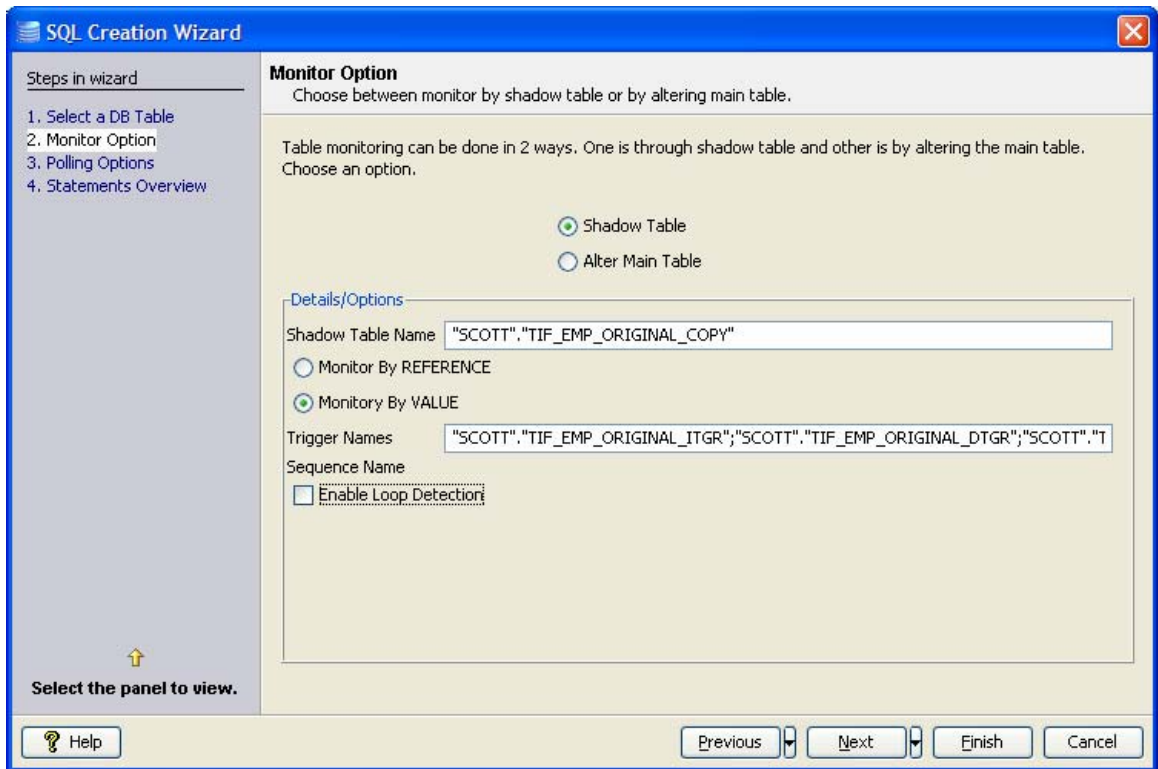 SQL Creation Wizard
Steps in wizard
1. Select a DB Table
2. Monitor Option
3. Polling Options
4. Statements Overview
Select the panel to view.
Monitor Option
Choose between monitor by shadow table or by altering main table.
Table monitoring can be done in 2 ways. One is through shadow table and other is by altering the main table.
Choose an option.
Shadow Table
Alter Main Table
Details/Options
Shadow Table Name "SCOTT"."TIF_EMP_ORIGINAL_COPY"
Monitor By REFERENCE
Monitory By VALUE
Trigger Names "SCOTT"."TIF_EMP_ORIGINAL_ITGR";"SCOTT"."TIF_EMP_ORIGINAL_DTGR";"SCOTT"."T
Sequence Name
Enable Loop Detection
Help Previous Next Finish Cancel